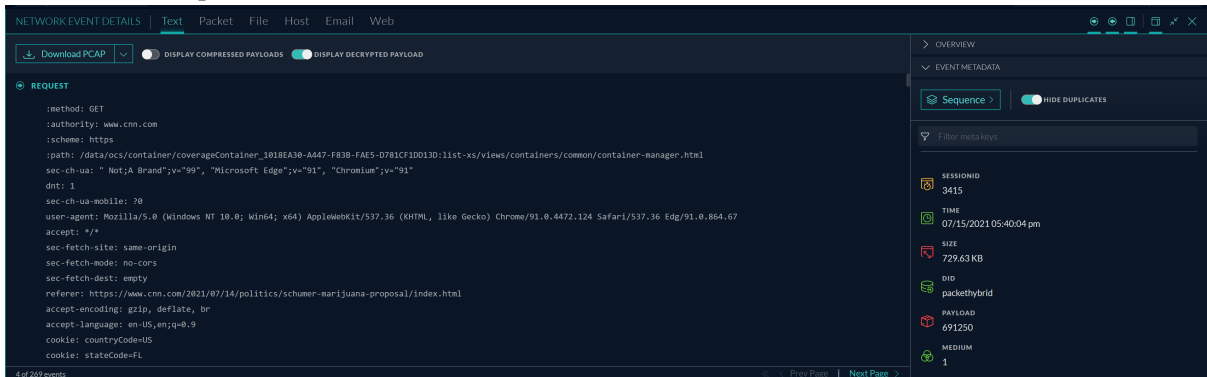 NETWORK EVENT DETAILS Text Packet File Host Email Web
Download PCAP DISPLAY COMPRESSED PAYLOADS DISPLAY DECRYPTED PAYLOAD
REQUEST
:method: GET
:authority: www.cnn.com
:scheme: https
:path: /data/ocs/container/coverageContainer_1018EA30-A447-F83B-FAE5-D781CF1DD13D:list-xs/views/containers/common/container-manager.html
sec-ch-ua: " Not;A Brand";v="99", "Microsoft Edge";v="91", "Chromium";v="91"
dnt: 1
sec-ch-ua-mobile: ?0
user-agent: Mozilla/5.0 (Windows NT 10.0; Win64; x64) AppleWebKit/537.36 (KHTML, like Gecko) Chrome/91.0.4472.124 Safari/537.36 Edg/91.0.864.67
accept: */*
sec-fetch-site: same-origin
sec-fetch-mode: no-cors
sec-fetch-dest: empty
referer: https://www.cnn.com/2021/07/14/politics/schumer-marijuana-proposal/index.html
accept-encoding: gzip, deflate, br
accept-language: en-US,en;q=0.9
cookie: countryCode=US
cookie: stateCode=FL
4 of 269 events << < Prev Page | Next Page >
> OVERVIEW
EVENT METADATA
Sequence > HIDE DUPLICATES
Filter meta keys
SESSIONID
3415
TIME
07/15/2021 05:40:04 pm
SIZE
729.63 KB
DID
packethybrid
PAYLOAD
691250
MEDIUM
1